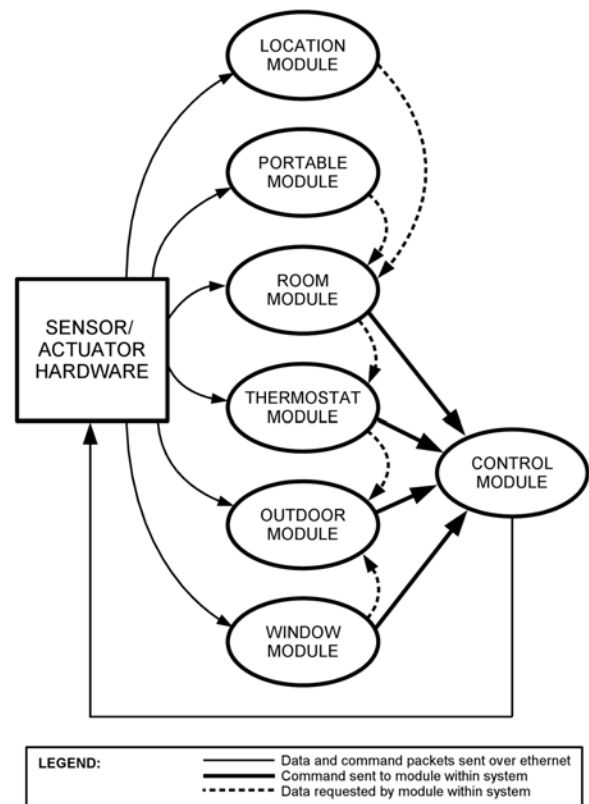 LOCATION
MODULE
PORTABLE
MODULE
ROOM
MODULE
SENSOR/
ACTUATOR
HARDWARE
THERMOSTAT
MODULE
CONTROL
MODULE
OUTDOOR
MODULE
WINDOW
MODULE
LEGEND:
Data and command packets sent over ethernet
Command sent to module within system
Data requested by module within system